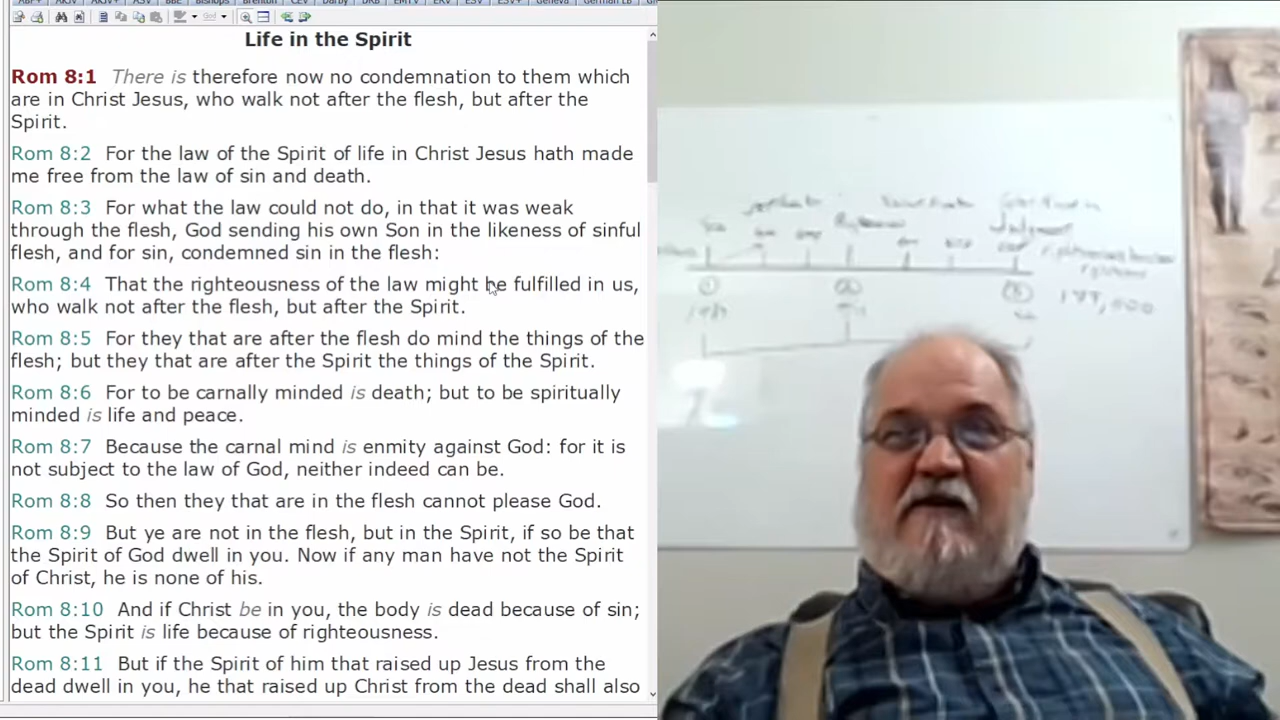 Life in the Spirit
Rom 8:1 There is therefore now no condemnation to them which
are in Christ Jesus, who walk not after the flesh, but after the
Spirit.
Rom 8:2 For the law of the Spirit of life in Christ Jesus hath made
me free from the law of sin and death.
Rom 8:3 For what the law could not do, in that it was weak
through the flesh, God sending his own Son in the likeness of sinful
flesh, and for sin, condemned sin in the flesh:
Rom 8:4 That the righteousness of the law might be fulfilled in us,
who walk not after the flesh, but after the Spirit.
Rom 8:5 For they that are after the flesh do mind the things of the
flesh; but they that are after the Spirit the things of the Spirit.
Rom 8:6 For to be carnally minded is death; but to be spiritually
minded is life and peace.
Rom 8:7 Because the carnal mind is enmity against God: for it is
not subject to the law of God, neither indeed can be.
Rom 8:8 So then they that are in the flesh cannot please God.
Rom 8:9 But ye are not in the flesh, but in the Spirit, if so be that
the Spirit of God dwell in you. Now if any man have not the Spirit
of Christ, he is none of his.
Rom 8:10 And if Christ be in you, the body is dead because of sin;
but the Spirit is life because of righteousness.
Rom 8:11 But if the Spirit of him that raised up Jesus from the
dead dwell in you, he that raised up Christ from the dead shall also
Judgment
1
2
3